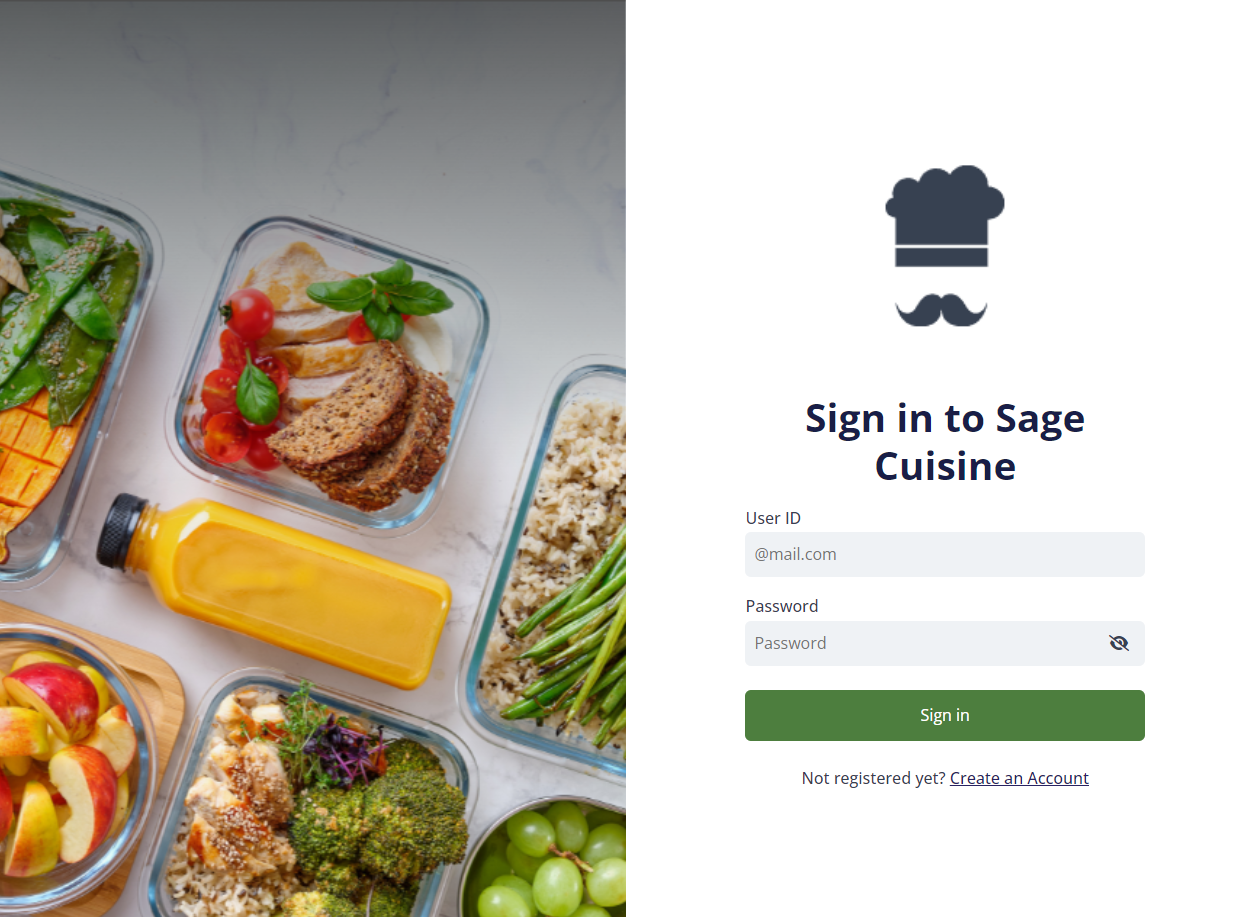 Sign in to Sage
Cuisine
User ID
@mail.com
Password
Password
Sign in
Not registered yet? Create an Account